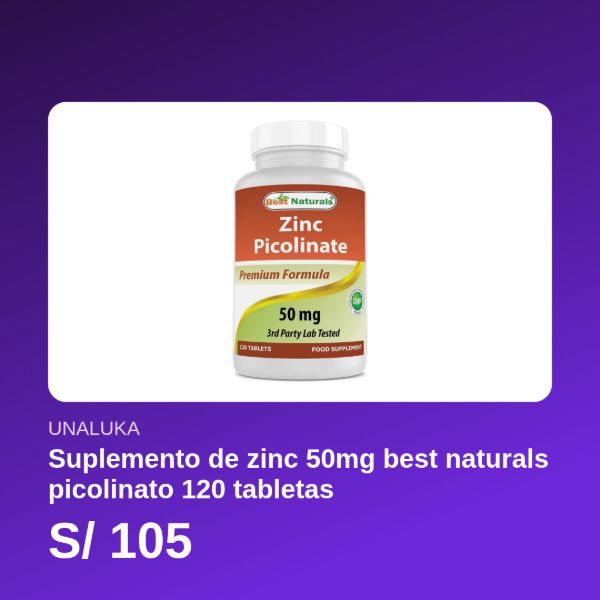 Best Naturals
Zinc
Picolinate
Premium Formula
GMP
50 mg
3rd Party Lab Tested
120 TABLETS FOOD SUPPLEMENT
UNALUKA
Suplemento de zinc 50mg best naturals
picolinato 120 tabletas
S/ 105